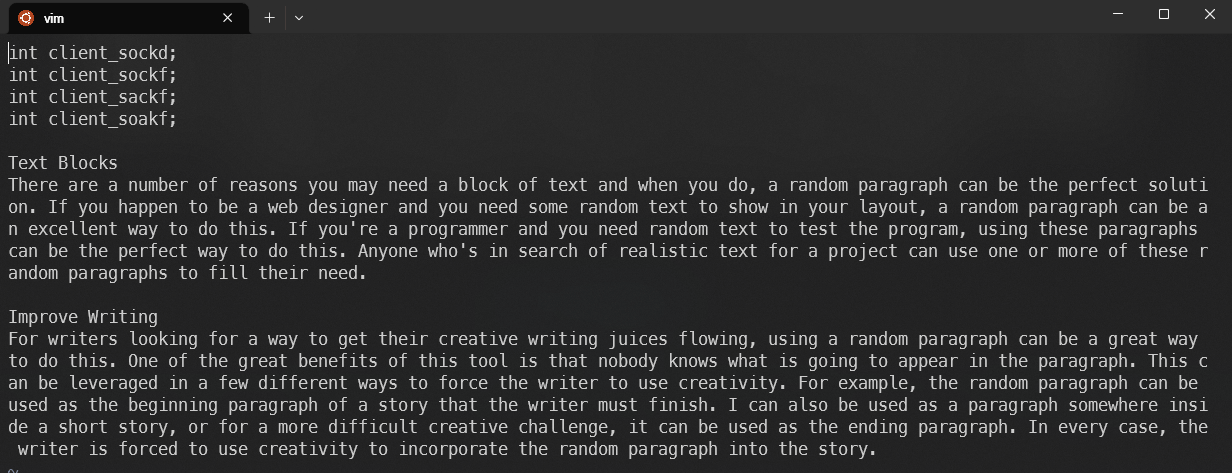 vim
int client_sockd;
int client_sockf;
int client_sackf;
int client_soakf;
Text Blocks
There are a number of reasons you may need a block of text and when you do, a random paragraph can be the perfect soluti
on. If you happen to be a web designer and you need some random text to show in your layout, a random paragraph can be a
n excellent way to do this. If you're a programmer and you need random text to test the program, using these paragraphs
can be the perfect way to do this. Anyone who's in search of realistic text for a project can use one or more of these r
andom paragraphs to fill their need.
Improve Writing
For writers looking for a way to get their creative writing juices flowing, using a random paragraph can be a great way
to do this. One of the great benefits of this tool is that nobody knows what is going to appear in the paragraph. This c
an be leveraged in a few different ways to force the writer to use creativity. For example, the random paragraph can be
used as the beginning paragraph of a story that the writer must finish. I can also be used as a paragraph somewhere insi
de a short story, or for a more difficult creative challenge, it can be used as the ending paragraph. In every case, the
writer is forced to use creativity to incorporate the random paragraph into the story.